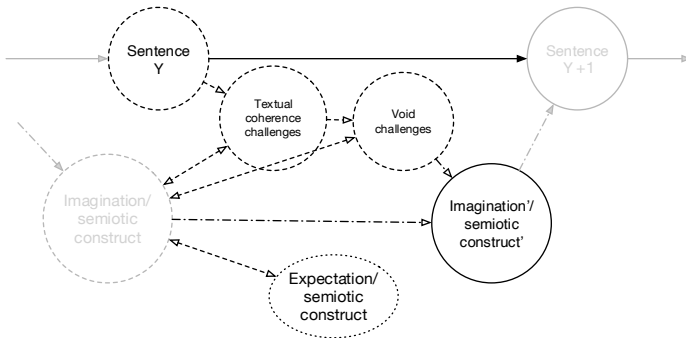 Sentence
Y
Sentence
Y +1
Textual
coherence
challenges
Void
challenges
Imagination/
semiotic
construct
Imagination'/
semiotic
construct'
Expectation/
semiotic
construct